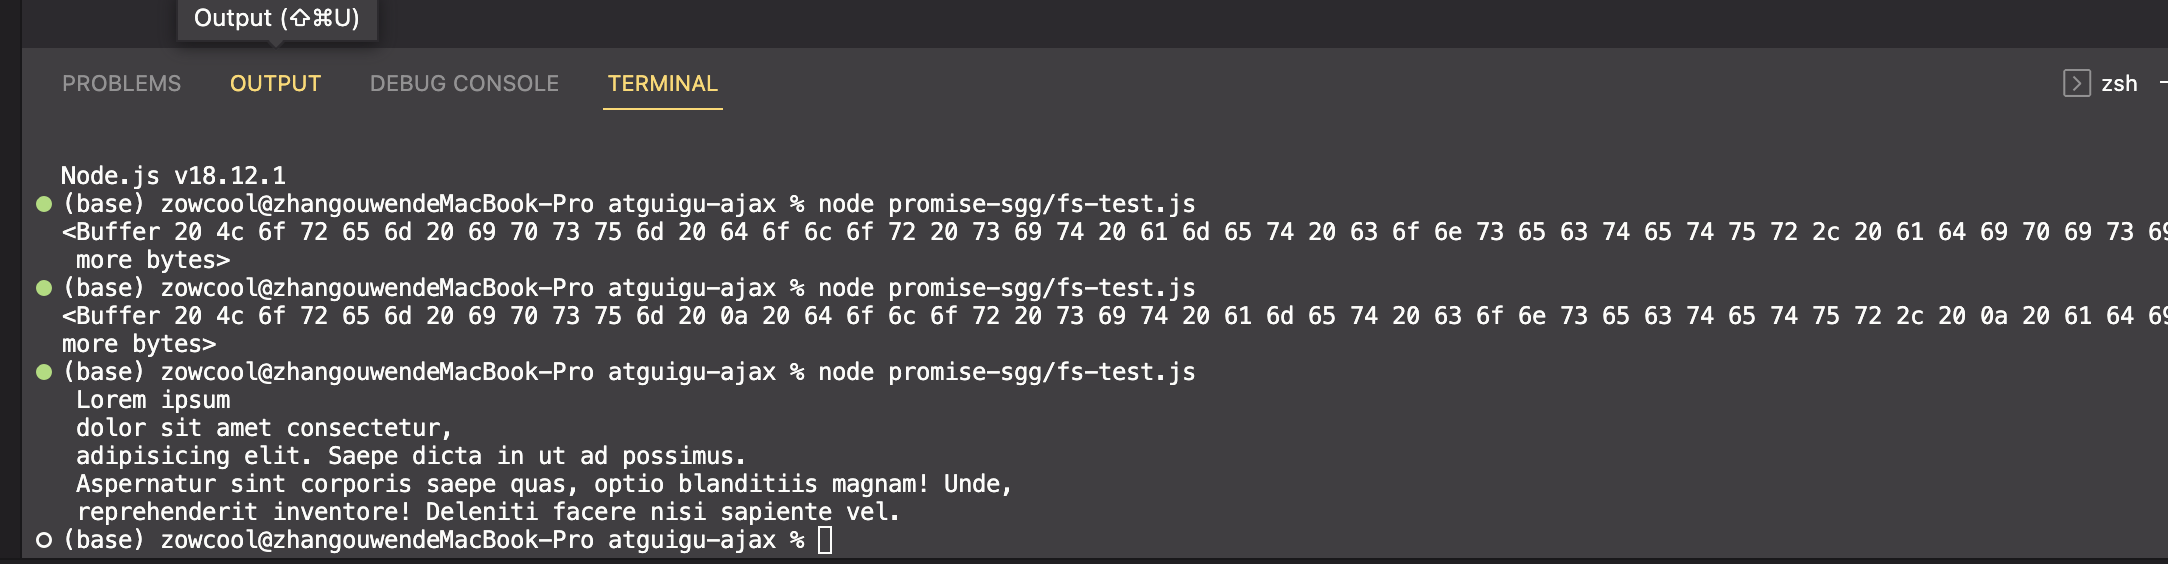 Output (⇧⌘U)
PROBLEMS OUTPUT DEBUG CONSOLE TERMINAL zsh
Node.js v18.12.1
(base) zowcool@zhangouwendeMacBook-Pro atguigu-ajax % node promise-sgg/fs-test.js
<Buffer 20 4c 6f 72 65 6d 20 69 70 73 75 6d 20 64 6f 6c 6f 72 20 73 69 74 20 61 6d 65 74 20 63 6f 6e 73 65 63 74 65 74 75 72 2c 20 61 64 69 70 69 73 69
more bytes>
(base) zowcool@zhangouwendeMacBook-Pro atguigu-ajax % node promise-sgg/fs-test.js
<Buffer 20 4c 6f 72 65 6d 20 69 70 73 75 6d 20 0a 20 64 6f 6c 6f 72 20 73 69 74 20 61 6d 65 74 20 63 6f 6e 73 65 63 74 65 74 75 72 2c 20 0a 20 61 64 69
more bytes>
(base) zowcool@zhangouwendeMacBook-Pro atguigu-ajax % node promise-sgg/fs-test.js
Lorem ipsum
dolor sit amet consectetur,
adipisicing elit. Saepe dicta in ut ad possimus.
Aspernatur sint corporis saepe quas, optio blanditiis magnam! Unde,
reprehenderit inventore! Deleniti facere nisi sapiente vel.
(base) zowcool@zhangouwendeMacBook-Pro atguigu-ajax %